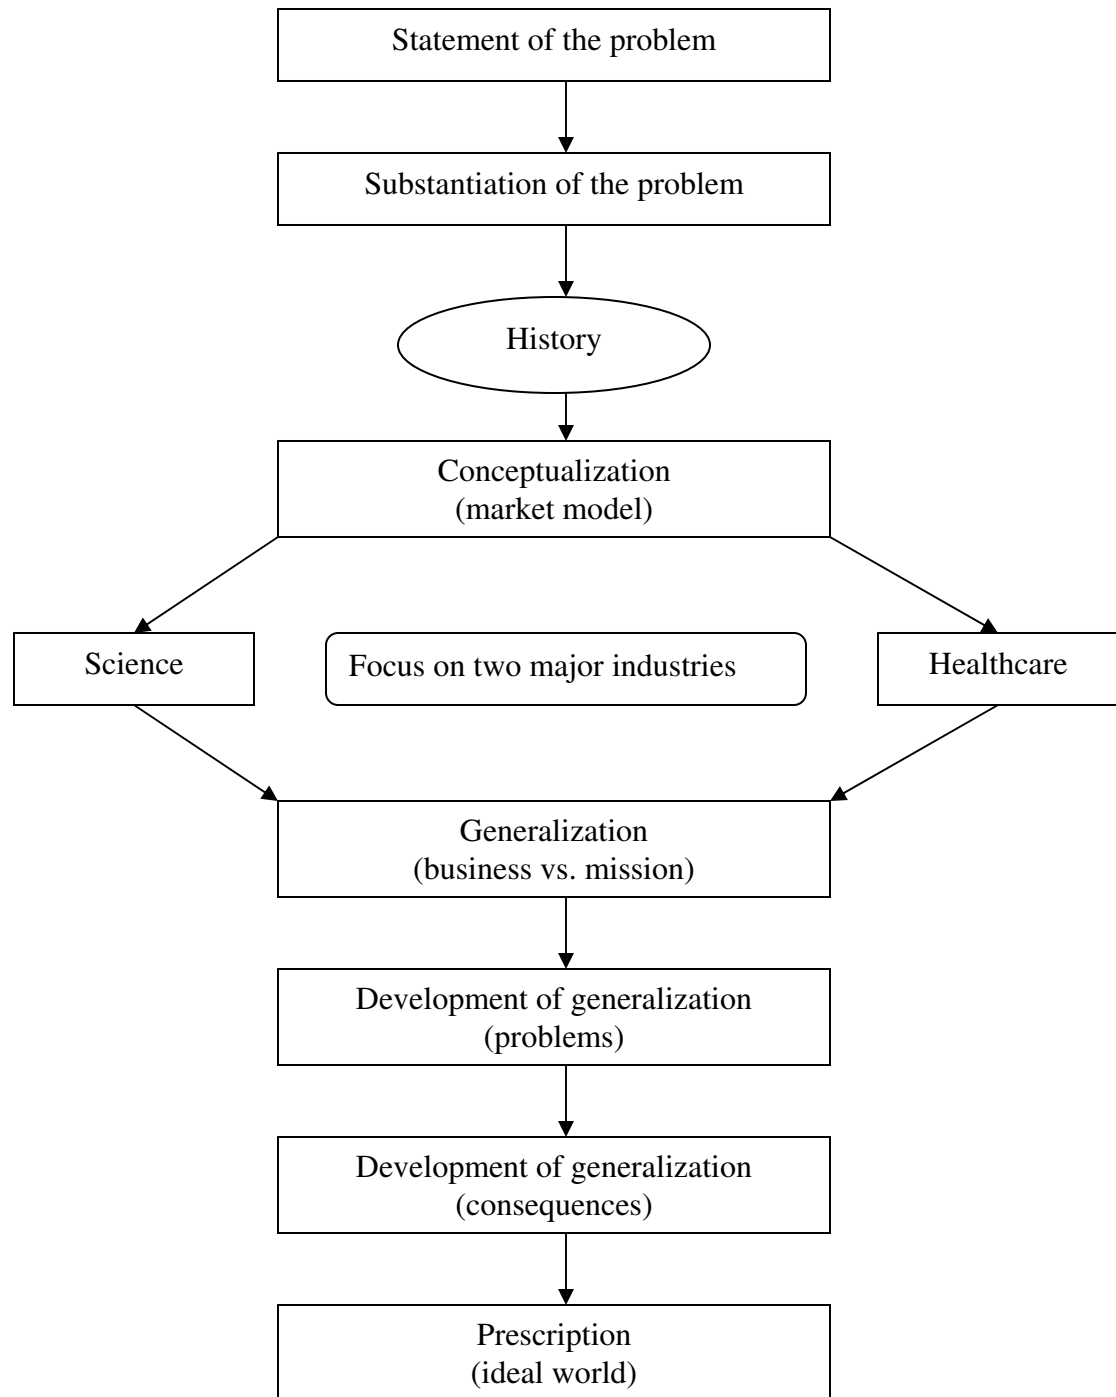 Statement of the problem
Substantiation of the problem
History
Conceptualization
(market model)
Science
Focus on two major industries
Healthcare
Generalization
(business vs. mission)
Development of generalization
(problems)
Development of generalization
(consequences)
Prescription
(ideal world)